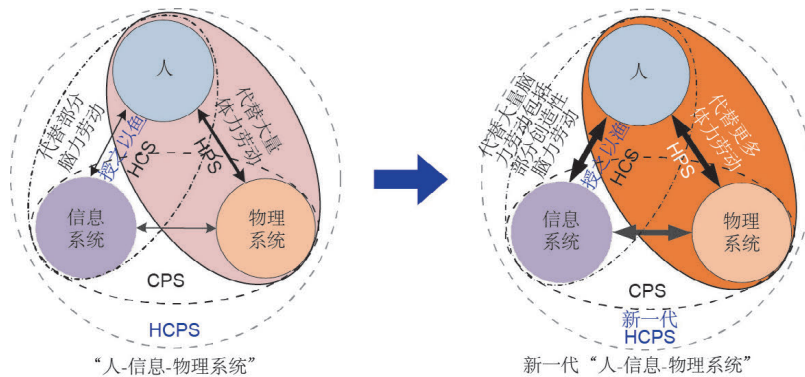 人
代替部分
脑力劳动
授之以鱼
HCS
代替大量
体力劳动
HPS
信息
系统
物理
系统
CPS
HCPS
“人-信息-物理系统”
人
代替大量脑
力劳动包括
部分创造性
脑力劳动
授之以渔
HCS
代替更多
体力劳动
HPS
信息
系统
物理
系统
CPS
新一代
HCPS
新一代“人-信息-物理系统”